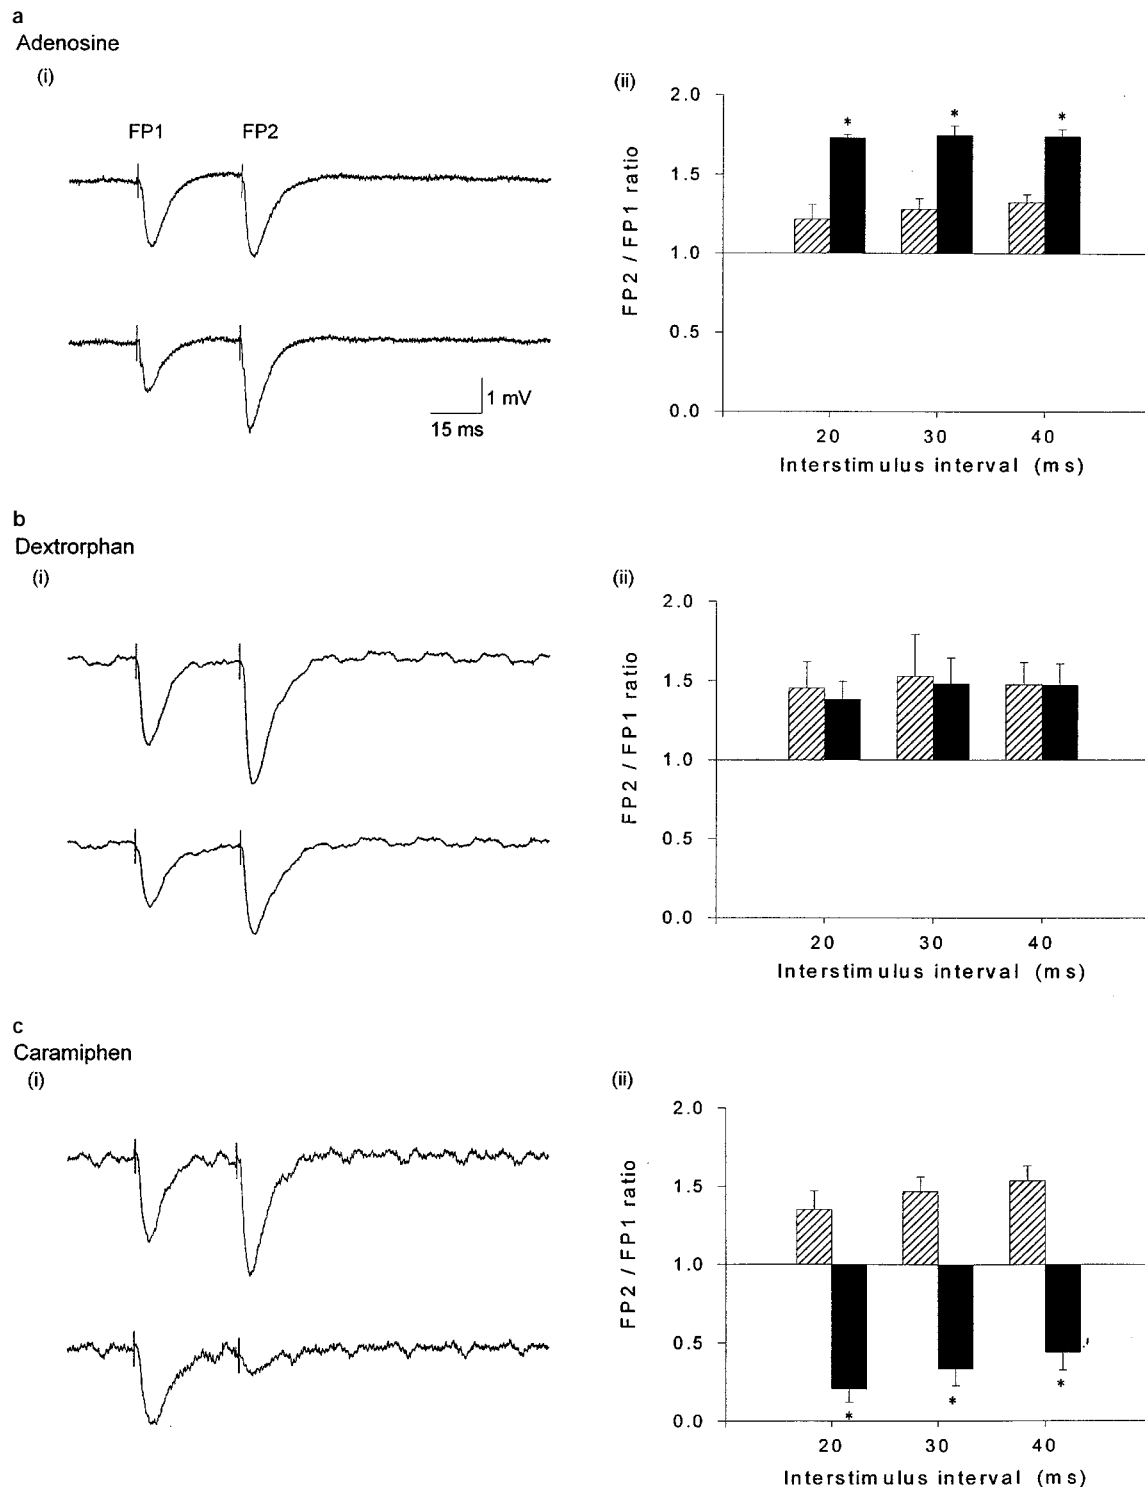 a
Adenosine
(i)
FP1 FP2
1 mV
15 ms
(ii)
FP2 / FP1 ratio
2.0
1.5
1.0
0.5
0.0
* * *
20 30 40
Interstimulus interval (ms)
b
Dextrorphan
(i)
(ii)
FP2 / FP1 ratio
2.0
1.5
1.0
0.5
0.0
20 30 40
Interstimulus interval (ms)
c
Caramiphen
(i)
(ii)
FP2 / FP1 ratio
2.0
1.5
1.0
0.5
0.0
* * *
20 30 40
Interstimulus interval (ms)